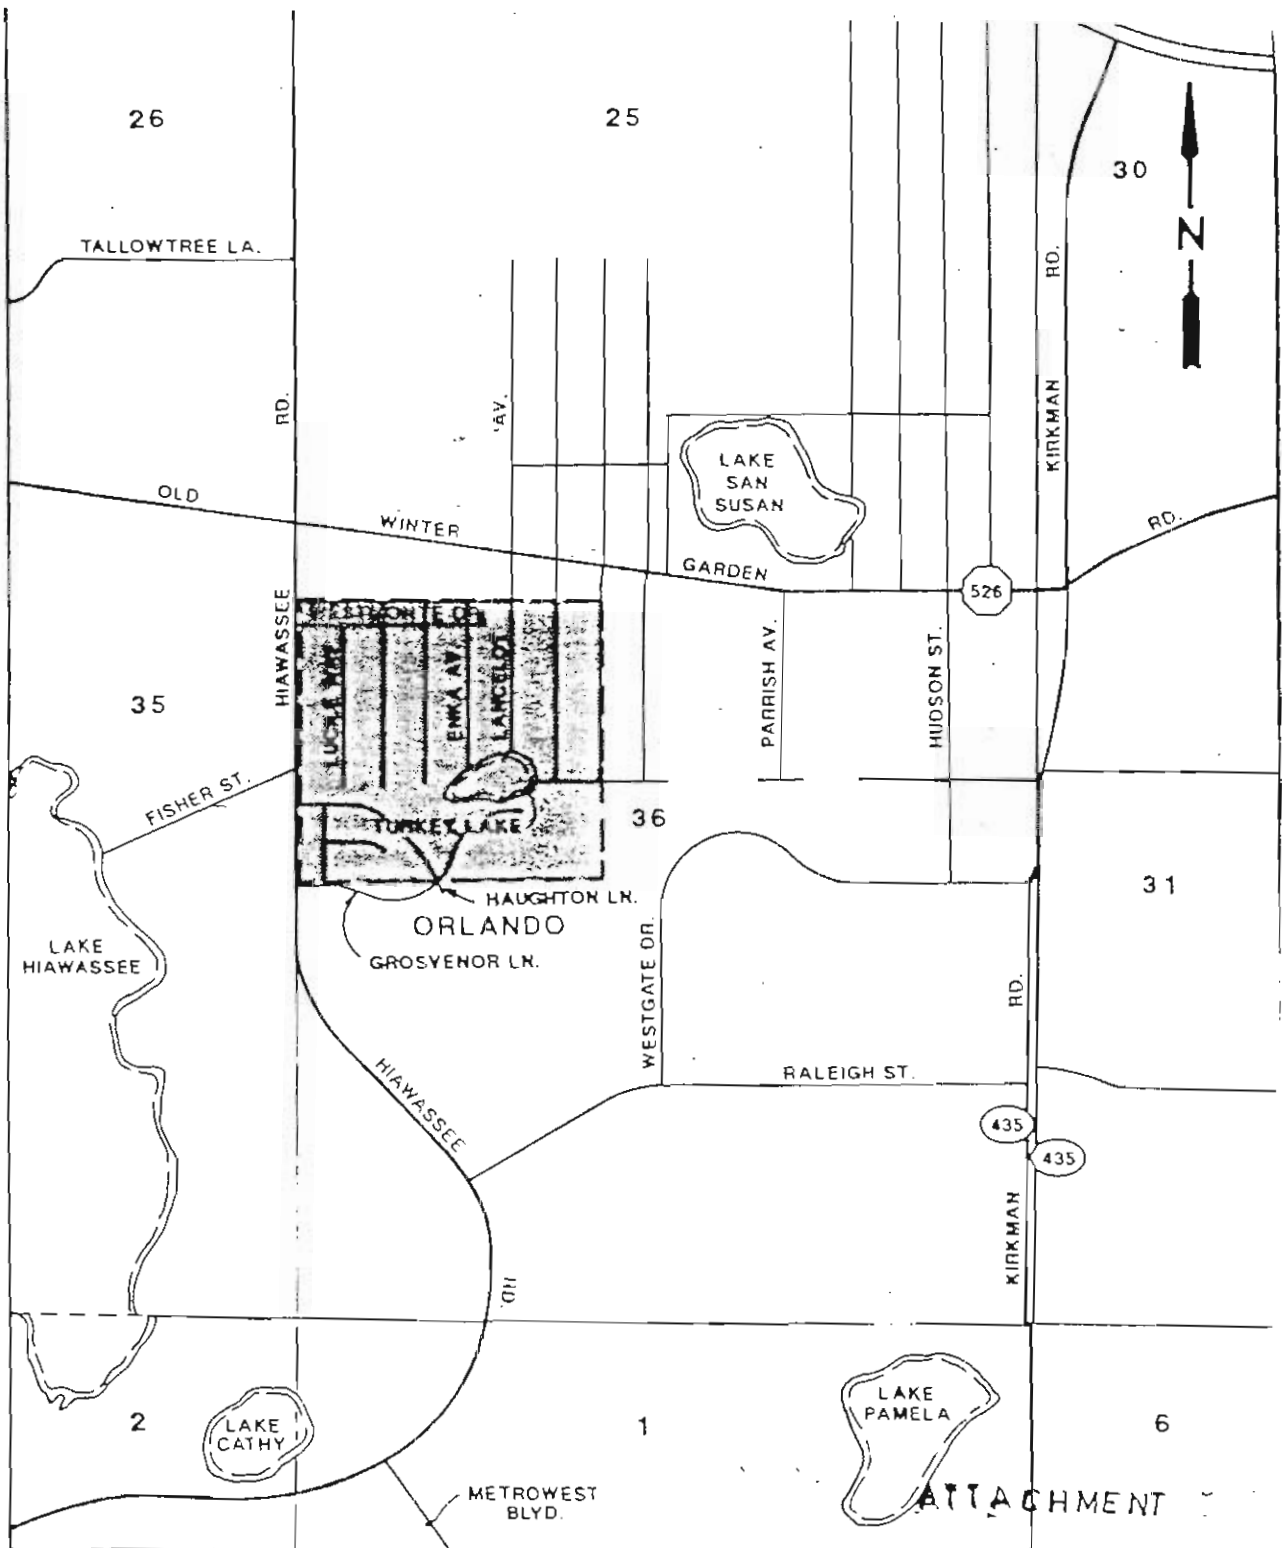 26
25
30
N
TALLOWTREE LA.
RD.
AV.
RD.
KIRKMAN
LAKE
SAN
SUSAN
OLD
WINTER
GARDEN
RD.
526
HIAWASSEE
ENKA AV.
LANCELOT
PARRISH AV.
HUDSON ST.
35
FISHER ST.
TURKEY LAKE
36
31
HAUGHTON LN.
ORLANDO
GROSVENOR LN.
LAKE
HIAWASSEE
WESTGATE DR.
RD.
HIAWASSEE
RALEIGH ST.
435
435
KIRKMAN
RD.
2
LAKE
CATHY
1
LAKE
PAMELA
6
METROWEST
BLVD.
ATTACHMENT